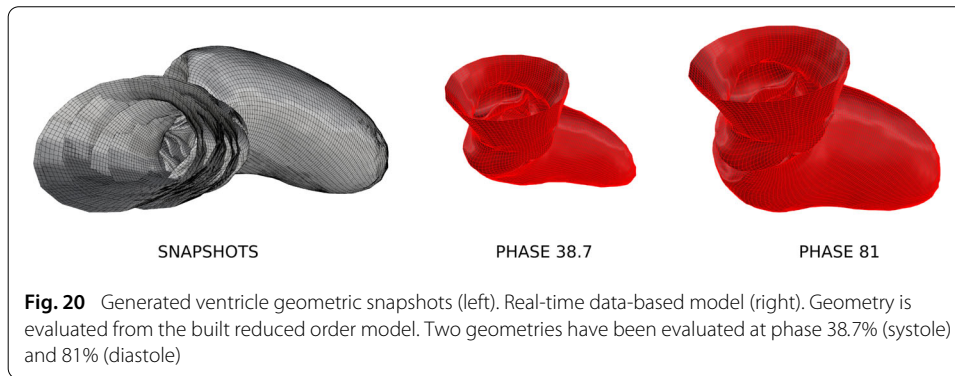 SNAPSHOTS
PHASE 38.7
PHASE 81
Fig. 20 Generated ventricle geometric snapshots (left). Real-time data-based model (right). Geometry is
evaluated from the built reduced order model. Two geometries have been evaluated at phase 38.7% (systole)
and 81% (diastole)